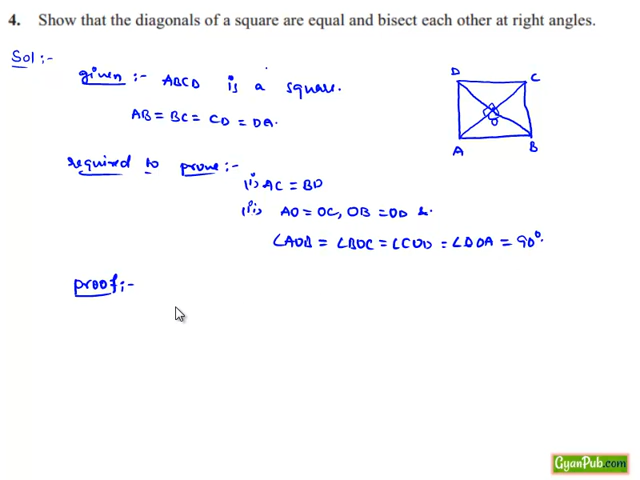 4. Show that the diagonals of a square are equal and bisect each other at right angles.
Sol :-
given :- ABCD is a square.
AB = BC = CD = DA.
D C
O
A B
required to prove :-
(i) AC = BD
(ii) AO = OC, OB = OD &
∠AOB = ∠BOC = ∠COD = ∠DOA = 90°.
proof :-
GyanPub.com